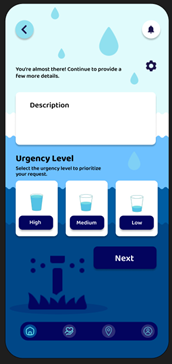 You're almost there! Continue to provide a
few more details.
Description
Urgency Level
Select the urgency level to prioritize
your request.
High
Medium
Low
Next